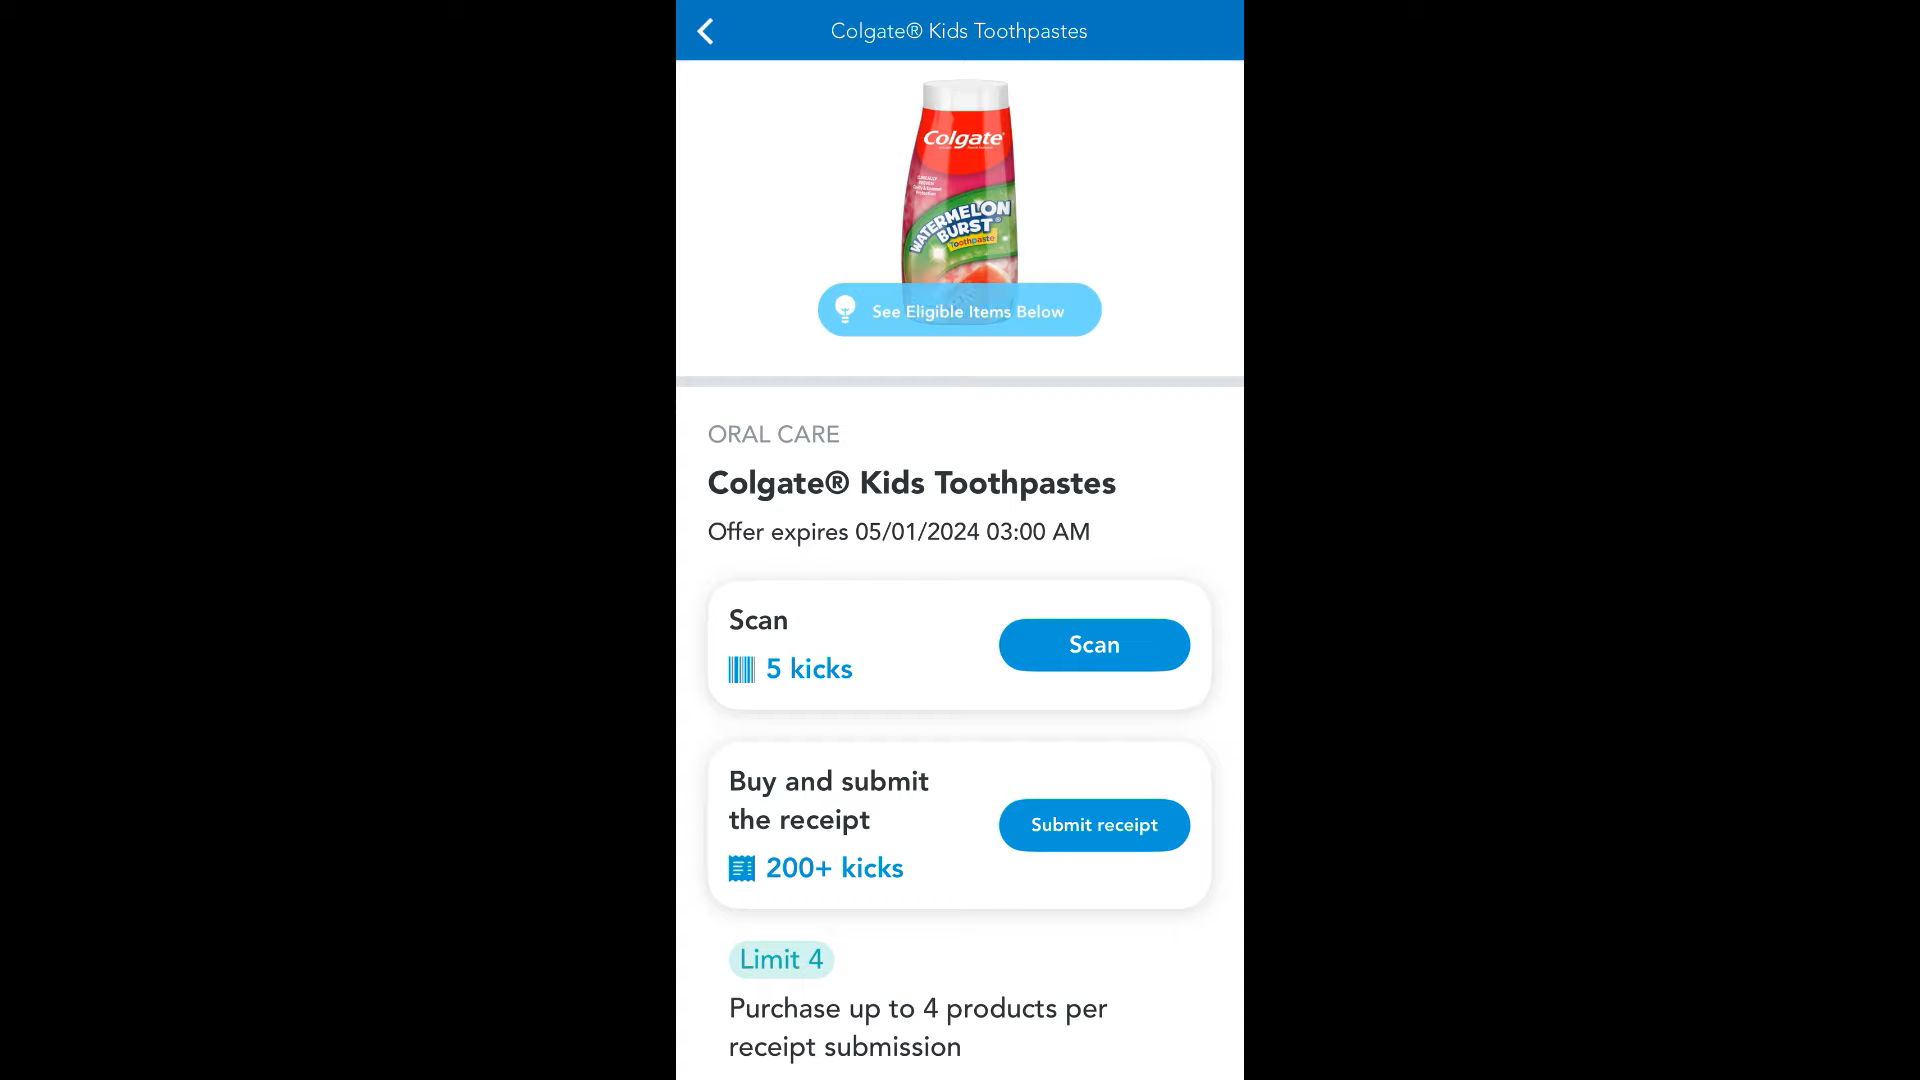 Colgate® Kids Toothpastes
Colgate®
WATERMELON
BURST®
Toothpaste
See Eligible Items Below
ORAL CARE
Colgate® Kids Toothpastes
Offer expires 05/01/2024 03:00 AM
Scan
Scan
5 kicks
Buy and submit
the receipt
Submit receipt
200+ kicks
Limit 4
Purchase up to 4 products per
receipt submission